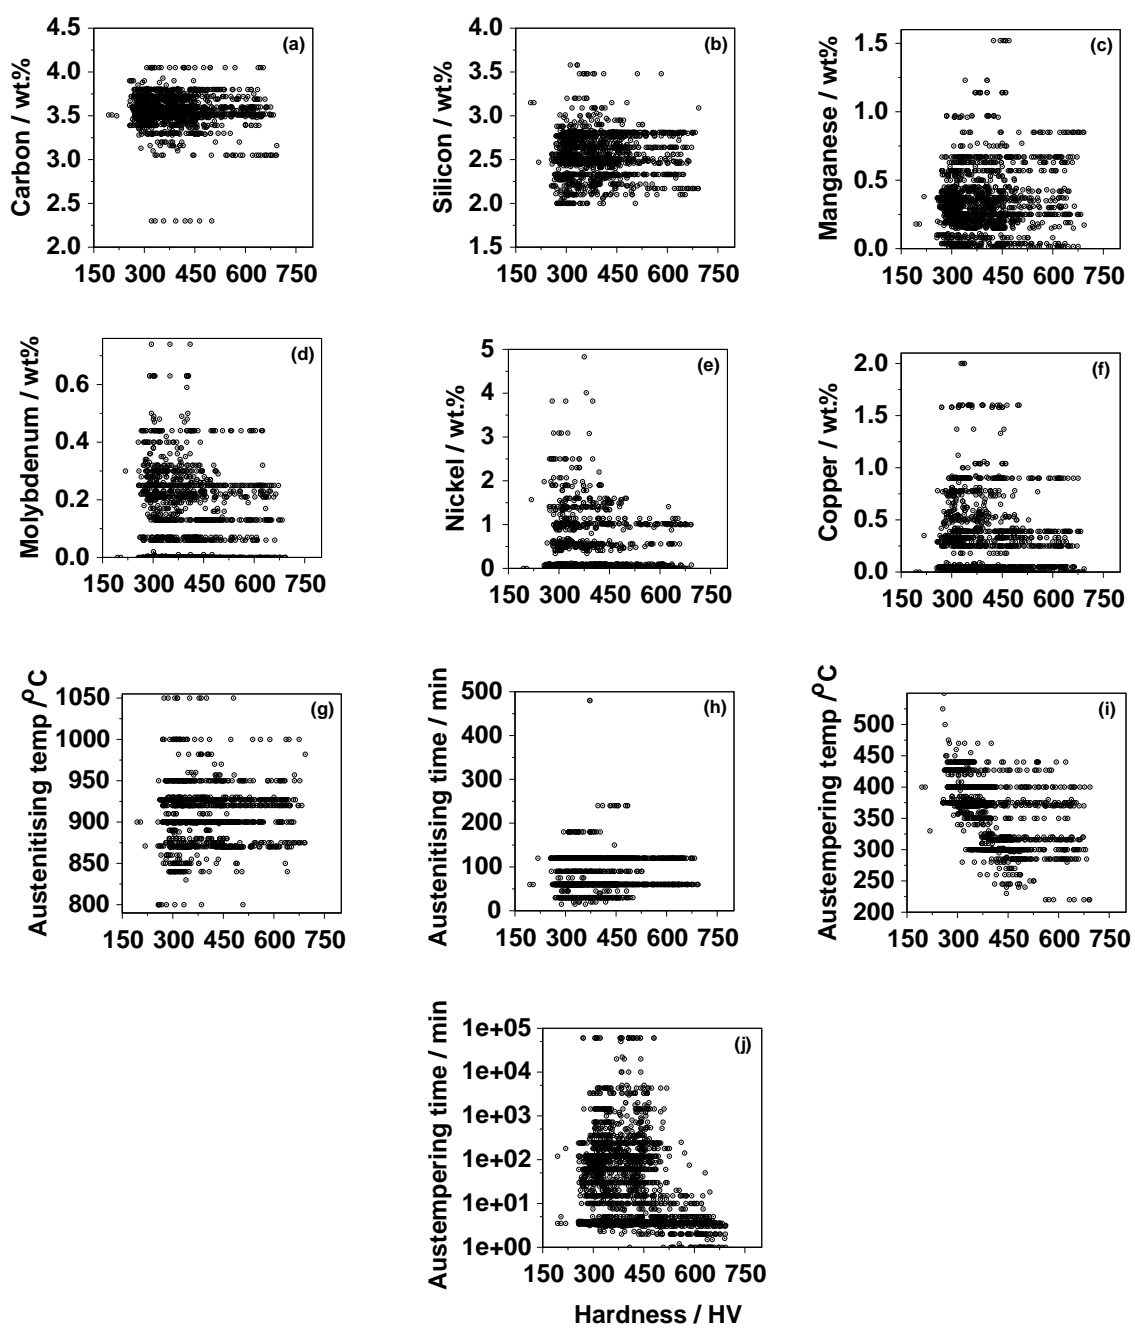 4.5
4.0
3.5
3.0
2.5
2.0
150 300 450 600 750
Carbon / wt.%
(a)
4.0
3.5
3.0
2.5
2.0
1.5
150 300 450 600 750
Silicon / wt.%
(b)
1.5
1.0
0.5
0.0
150 300 450 600 750
Manganese / wt.%
(c)
0.6
0.4
0.2
0.0
150 300 450 600 750
Molybdenum / wt.%
(d)
5
4
3
2
1
0
150 300 450 600 750
Nickel / wt.%
(e)
2.0
1.5
1.0
0.5
0.0
150 300 450 600 750
Copper / wt.%
(f)
1050
1000
950
900
850
800
150 300 450 600 750
Austenitising temp /ºC
(g)
500
400
300
200
100
0
150 300 450 600 750
Austenitising time / min
(h)
500
450
400
350
300
250
200
150 300 450 600 750
Austempering temp /ºC
(i)
1e+05
1e+04
1e+03
1e+02
1e+01
1e+00
150 300 450 600 750
Austempering time / min
(j)
Hardness / HV